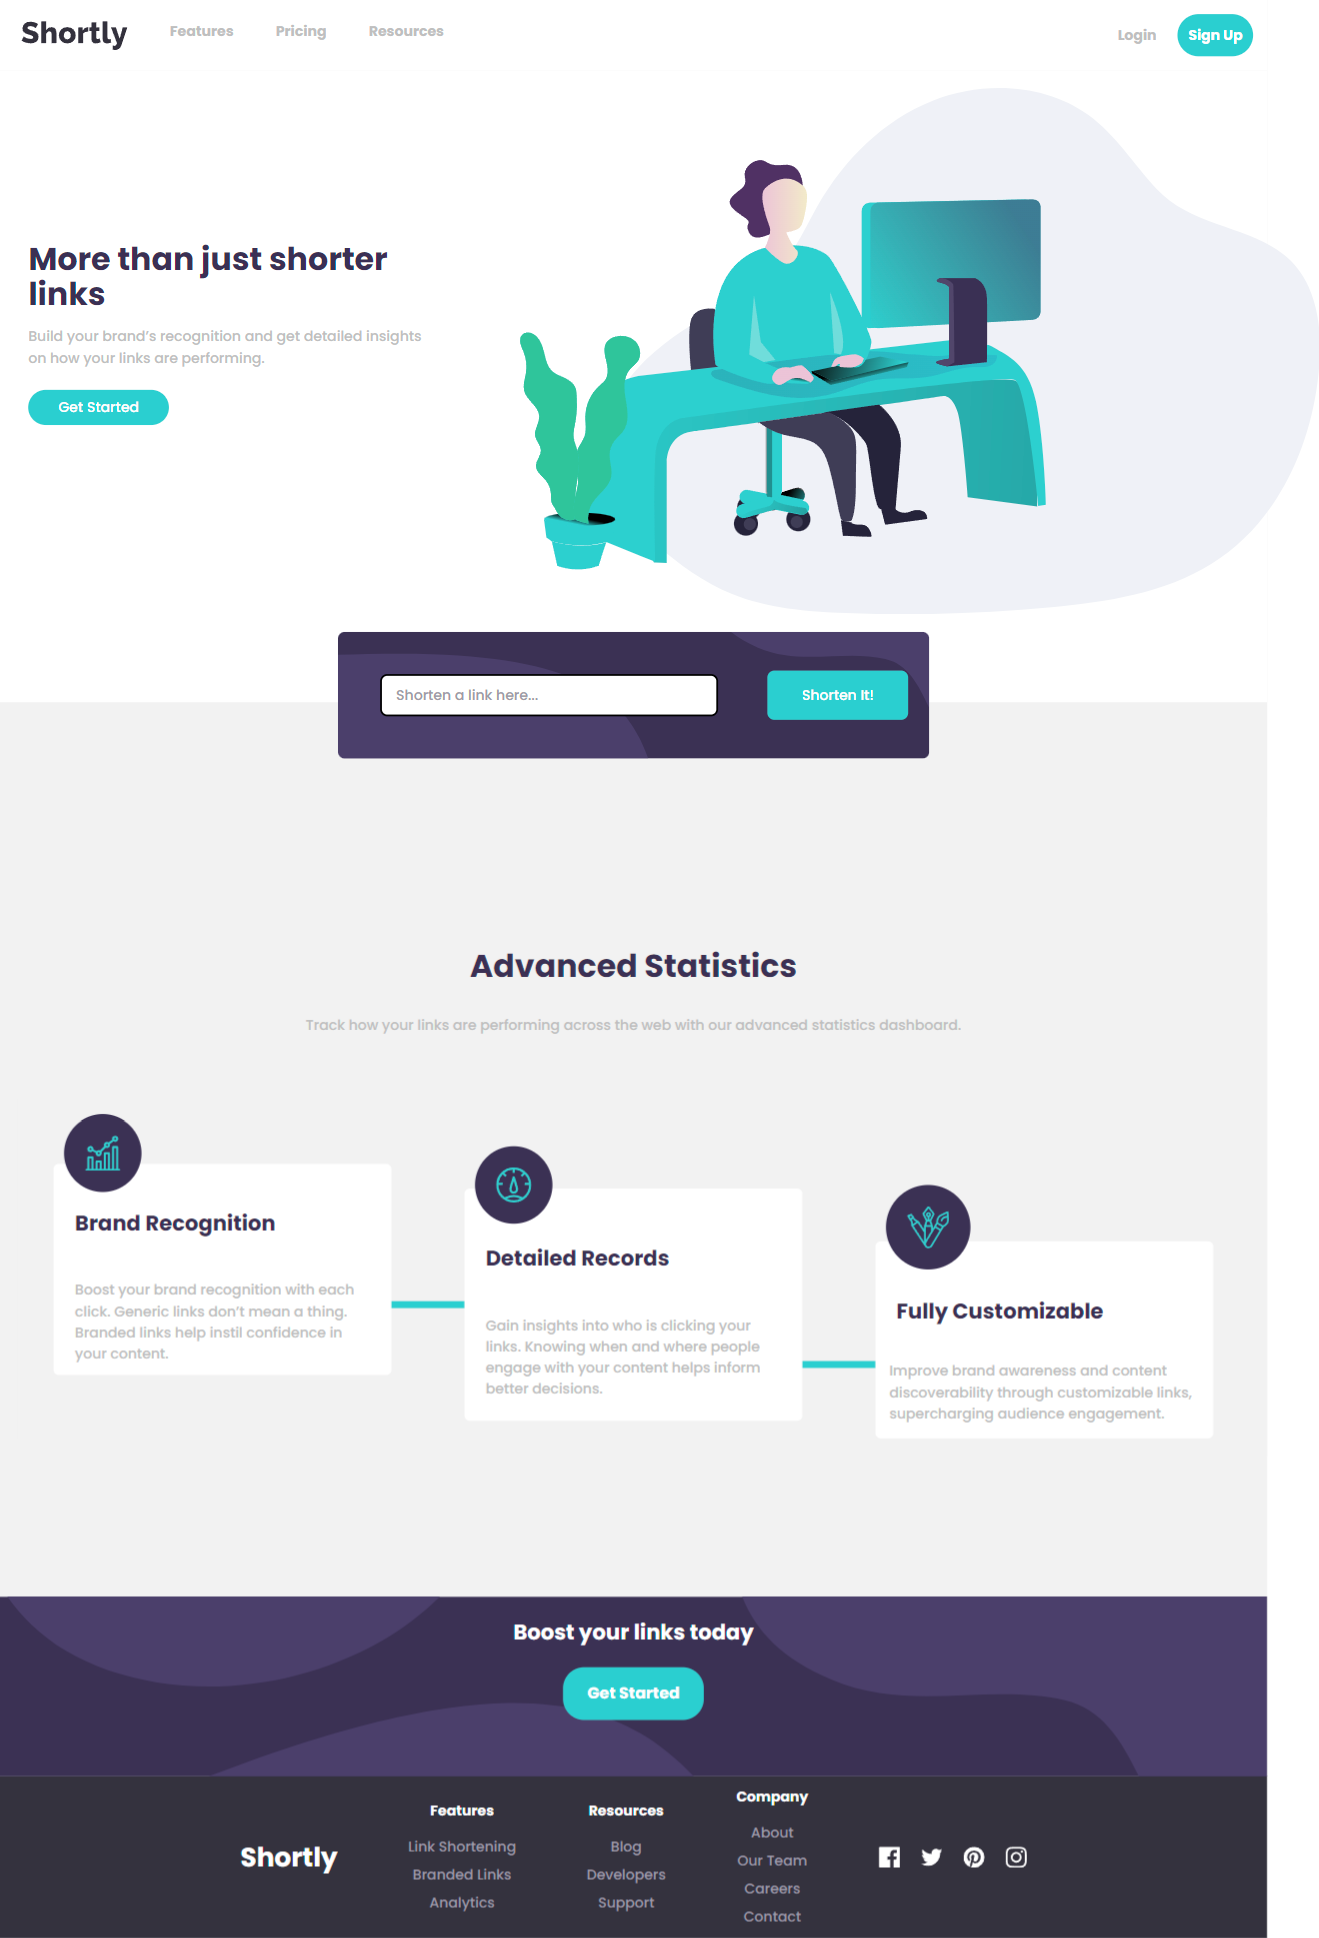 Shortly
Features
Pricing
Resources
Login
Sign Up
More than just shorter
links
Build your brand's recognition and get detailed insights
on how your links are performing.
Get Started
Shorten a link here...
Shorten It!
Advanced Statistics
Track how your links are performing across the web with our advanced statistics dashboard.
Brand Recognition
Boost your brand recognition with each
click. Generic links don't mean a thing.
Branded links help instil confidence in
your content.
Detailed Records
Gain insights into who is clicking your
links. Knowing when and where people
engage with your content helps inform
better decisions.
Fully Customizable
Improve brand awareness and content
discoverability through customizable links,
supercharging audience engagement.
Boost your links today
Get Started
Shortly
Features
Link Shortening
Branded Links
Analytics
Resources
Blog
Developers
Support
Company
About
Our Team
Careers
Contact